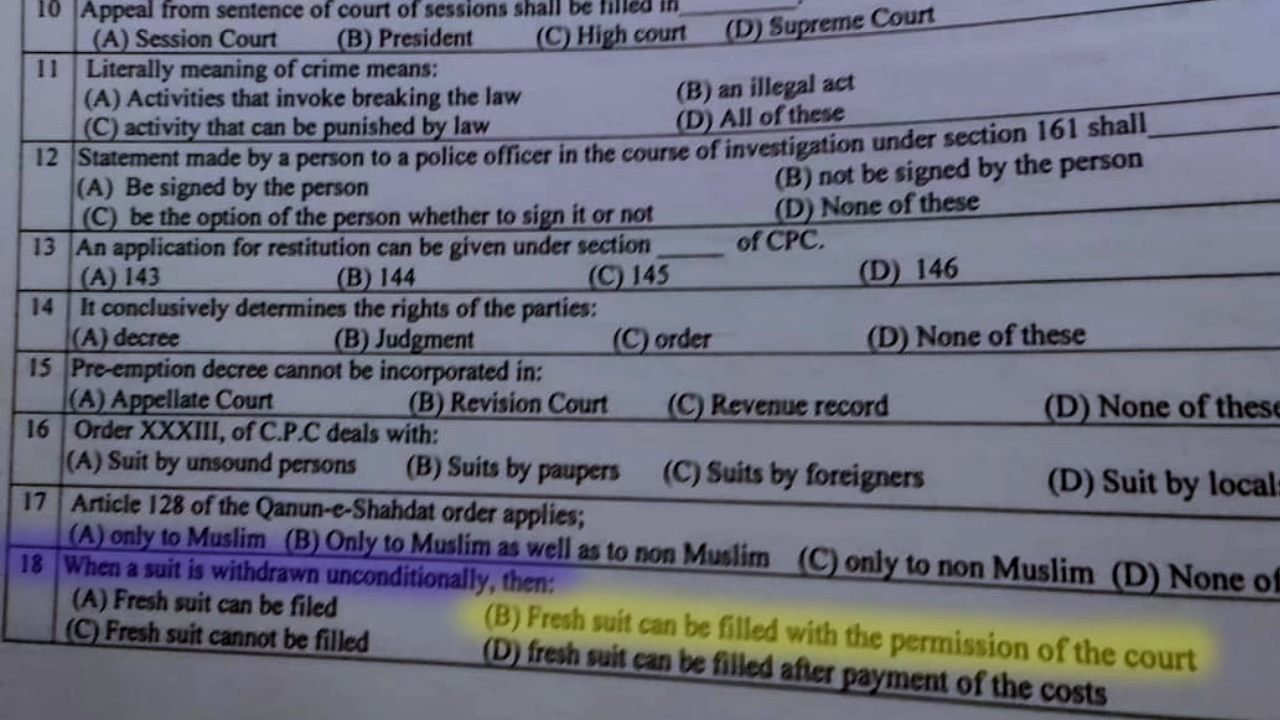 10 Appeal from sentence of court of sessions shall be filled in__________.
(A) Session Court (B) President (C) High court (D) Supreme Court
11 Literally meaning of crime means:
(A) Activities that invoke breaking the law (B) an illegal act
(C) activity that can be punished by law (D) All of these
12 Statement made by a person to a police officer in the course of investigation under section 161 shall__________
(A) Be signed by the person (B) not be signed by the person
(C) be the option of the person whether to sign it or not (D) None of these
13 An application for restitution can be given under section _____ of CPC.
(A) 143 (B) 144 (C) 145 (D) 146
14 It conclusively determines the rights of the parties:
(A) decree (B) Judgment (C) order (D) None of these
15 Pre-emption decree cannot be incorporated in:
(A) Appellate Court (B) Revision Court (C) Revenue record (D) None of these
16 Order XXXIII, of C.P.C deals with:
(A) Suit by unsound persons (B) Suits by paupers (C) Suits by foreigners (D) Suit by locals
17 Article 128 of the Qanun-e-Shahdat order applies;
(A) only to Muslim (B) Only to Muslim as well as to non Muslim (C) only to non Muslim (D) None of
18 When a suit is withdrawn unconditionally, then:
(A) Fresh suit can be filed (B) Fresh suit can be filled with the permission of the court
(C) Fresh suit cannot be filled (D) fresh suit can be filled after payment of the costs